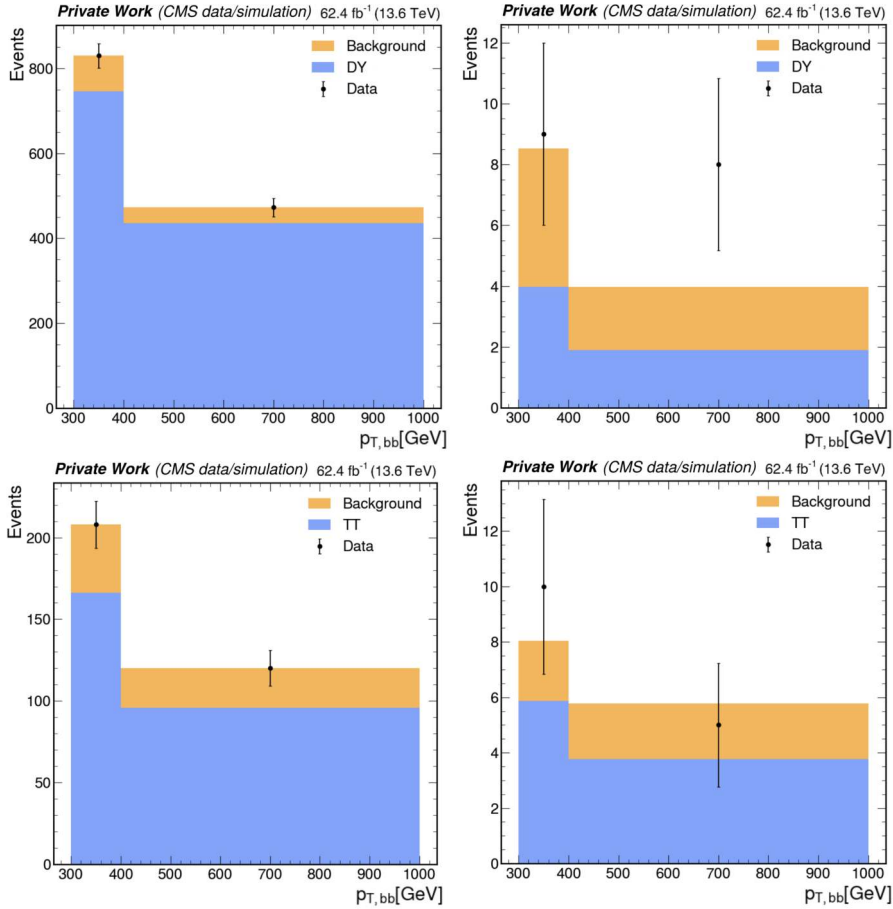 Private Work (CMS data/simulation) 62.4 fb⁻¹ (13.6 TeV)
Events
Background
DY
Data
800
600
400
200
0
300 400 500 600 700 800 900 1000
p_T, bb[GeV]
Private Work (CMS data/simulation) 62.4 fb⁻¹ (13.6 TeV)
Events
Background
DY
Data
12
10
8
6
4
2
0
300 400 500 600 700 800 900 1000
p_T, bb[GeV]
Private Work (CMS data/simulation) 62.4 fb⁻¹ (13.6 TeV)
Events
Background
TT
Data
200
150
100
50
0
300 400 500 600 700 800 900 1000
p_T, bb[GeV]
Private Work (CMS data/simulation) 62.4 fb⁻¹ (13.6 TeV)
Events
Background
TT
Data
12
10
8
6
4
2
0
300 400 500 600 700 800 900 1000
p_T, bb[GeV]